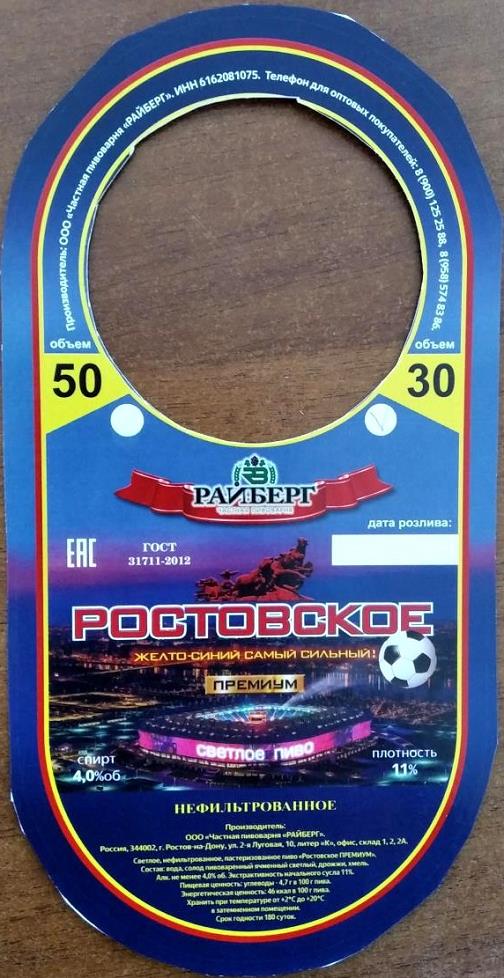 Производитель: ООО «Частная пивоварня «РАЙБЕРГ». ИНН 6162081075. Телефон для оптовых покупателей: 8 (900) 125 25 88, 8 (958) 574 83 86.
объем
50
объем
30
РАЙБЕРГ
ЧАСТНАЯ ПИВОВАРНЯ
дата розлива:
ЕАС
ГОСТ
31711-2012
РОСТОВСКОЕ
ЖЕЛТО-СИНИЙ САМЫЙ СИЛЬНЫЙ!
ПРЕМИУМ
светлое пиво
спирт
4,0%об
плотность
11%
НЕФИЛЬТРОВАННОЕ
Производитель:
ООО «Частная пивоварня «РАЙБЕРГ».
Россия, 344002, г. Ростов-на-Дону, ул. 2-я Луговая, 10, литер «К», офис, склад 1, 2, 2А.
Светлое, нефильтрованное, пастеризованное пиво «Ростовское ПРЕМИУМ».
Состав: вода, солод пивоваренный ячменный светлый, дрожжи, хмель.
Алк. не менее 4,0% об. Экстрактивность начального сусла 11%.
Пищевая ценность: углеводы - 4,7 г в 100 г пива.
Энергетическая ценность: 46 ккал в 100 г пива.
Хранить при температуре от +2°С до +20°С
в затемненном помещении.
Срок годности 180 суток.